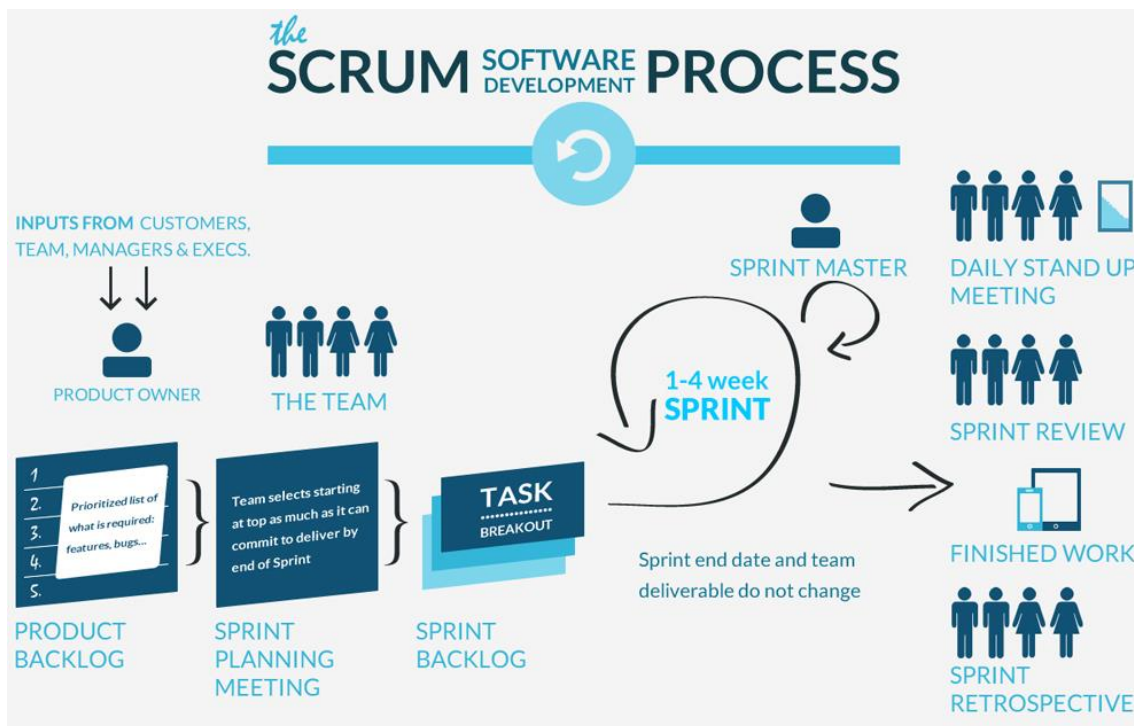 the
SCRUM SOFTWARE DEVELOPMENT PROCESS
INPUTS FROM CUSTOMERS,
TEAM, MANAGERS & EXECS.
PRODUCT OWNER
THE TEAM
SPRINT MASTER
DAILY STAND UP
MEETING
1-4 week
SPRINT
SPRINT REVIEW
1
2.
3.
4.
5.
Prioritized list of
what is required:
features, bugs...
Team selects starting
at top as much as it can
commit to deliver by
end of Sprint
TASK
BREAKOUT
Sprint end date and team
deliverable do not change
FINISHED WORK
PRODUCT
BACKLOG
SPRINT
PLANNING
MEETING
SPRINT
BACKLOG
SPRINT
RETROSPECTIVE